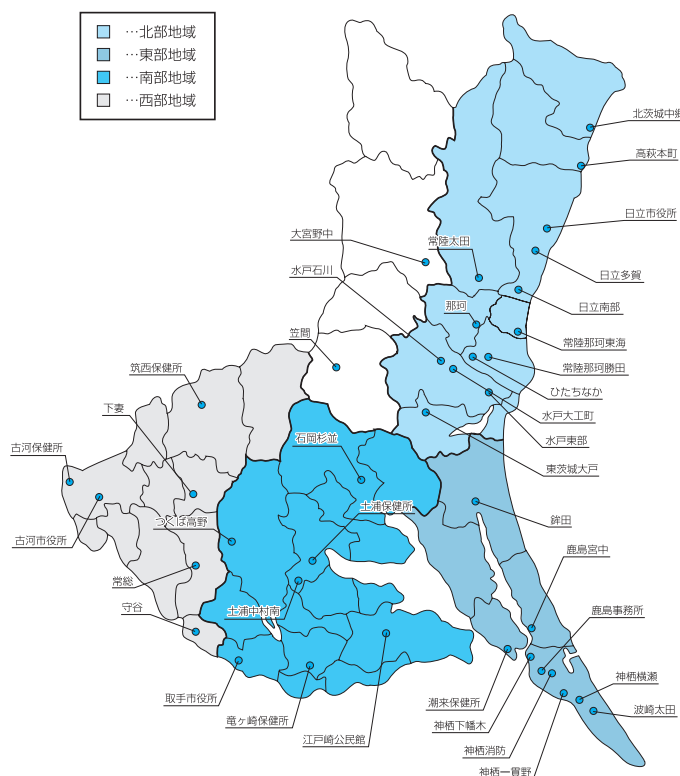 …北部地域
…東部地域
…南部地域
…西部地域
北茨城中郷
高萩本町
日立市役所
大宮野中
常陸太田
水戸石川
日立多賀
那珂
日立南部
常陸那珂東海
笠間
常陸那珂勝田
筑西保健所
ひたちなか
下妻
水戸大工町
古河保健所
石岡杉並
水戸東部
東茨城大戸
土浦保健所
つくば高野
鉾田
古河市役所
鹿島宮中
常総
守谷
土浦中村南
鹿島事務所
取手市役所
潮来保健所
神栖横瀬
竜ヶ崎保健所
神栖下幡木
波崎太田
江戸崎公民館
神栖消防
神栖一貫野